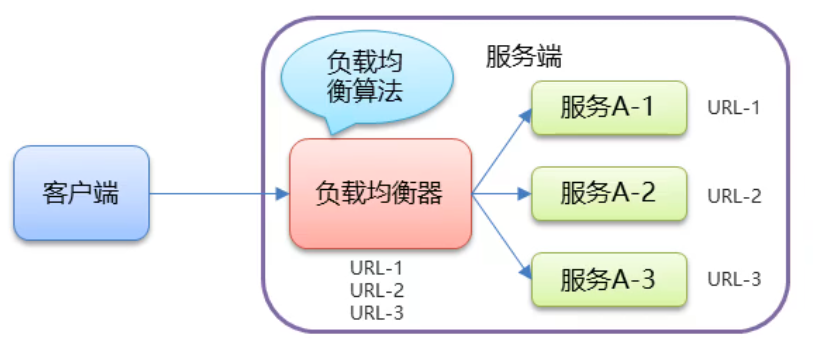 服务端
负载均
衡算法
客户端
负载均衡器
URL-1
URL-2
URL-3
服务A-1
URL-1
服务A-2
URL-2
服务A-3
URL-3